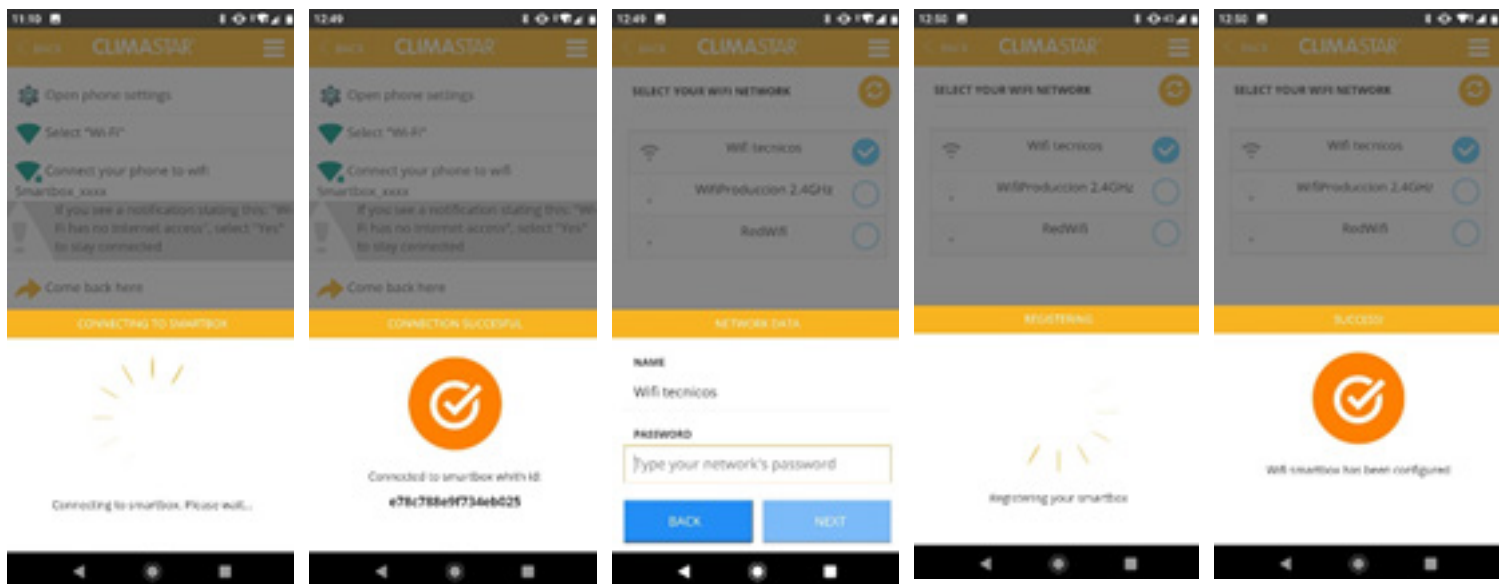 11:10
BACK CLIMASTAR
Open phone settings
Select "Wi-Fi"
Connect your phone to wifi:
Smartbox_xxxx
If you see a notification stating this: "Wi-
Fi has no Internet access", select "Yes"
to stay connected
Come back here
CONNECTING TO SMARTBOX
Connecting to smartbox. Please wait...
12:49
BACK CLIMASTAR
Open phone settings
Select "Wi-Fi"
Connect your phone to wifi:
Smartbox_xxxx
If you see a notification stating this: "Wi-
Fi has no Internet access", select "Yes"
to stay connected
Come back here
CONNECTION SUCCESFUL
Connected to smartbox whith id:
e78c788e9f734eb025
12:49
BACK CLIMASTAR
SELECT YOUR WIFI NETWORK
Wifi tecnicos
WifiProduccion 2.4GHz
RedWifi
NETWORK DATA
NAME
Wifi tecnicos
PASSWORD
Type your network's password
BACK NEXT
12:50
BACK CLIMASTAR
SELECT YOUR WIFI NETWORK
Wifi tecnicos
WifiProduccion 2.4GHz
RedWifi
REGISTERING
Registering your smartbox
12:50
BACK CLIMASTAR
SELECT YOUR WIFI NETWORK
Wifi tecnicos
WifiProduccion 2.4GHz
RedWifi
SUCCESS!
Wifi smartbox has been configured